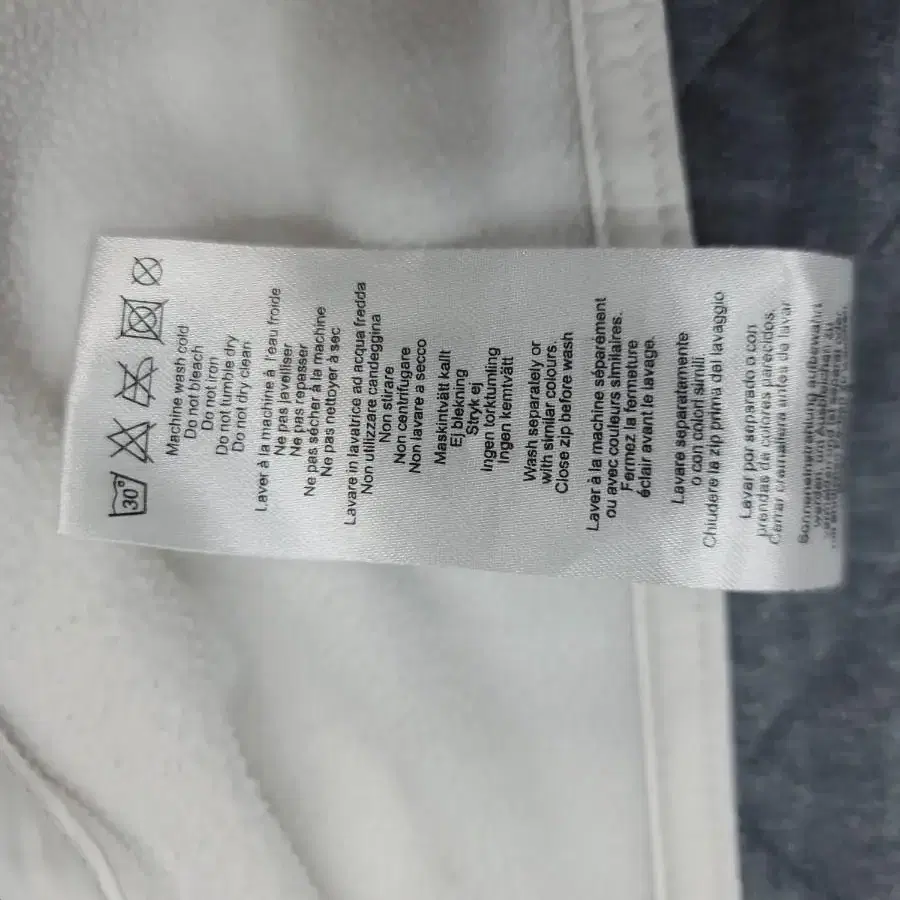 30°
Machine wash cold
Do not bleach
Do not iron
Do not tumble dry
Do not dry clean
Laver à la machine à l'eau froide
Ne pas javelliser
Ne pas repasser
Ne pas sécher à la machine
Ne pas nettoyer à sec
Lavare in lavatrice ad acqua fredda
Non utilizzare candeggina
Non stirare
Non centrifugare
Non lavare a secco
Maskintvätt kallt
Ej blekning
Stryk ej
Ingen torktumling
Ingen kemtvätt
Wash separately or
with similar colours.
Close zip before wash
Laver à la machine séparément
ou avec couleurs similaires.
Fermez la fermeture
éclair avant le lavage.
Lavare separatamente
o con colori simili.
Chiudere la zip prima del lavaggio
Lavar por separado o con
prendas de colores parecidos.
Cerrar cremallera antes de lavar